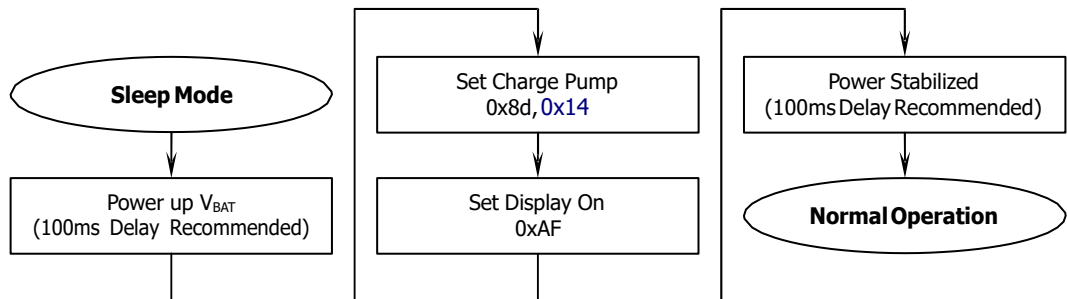 Sleep Mode
Power up VBAT
(100ms Delay Recommended)
Set Charge Pump
0x8d, 0x14
Set Display On
0xAF
Power Stabilized
(100ms Delay Recommended)
Normal Operation